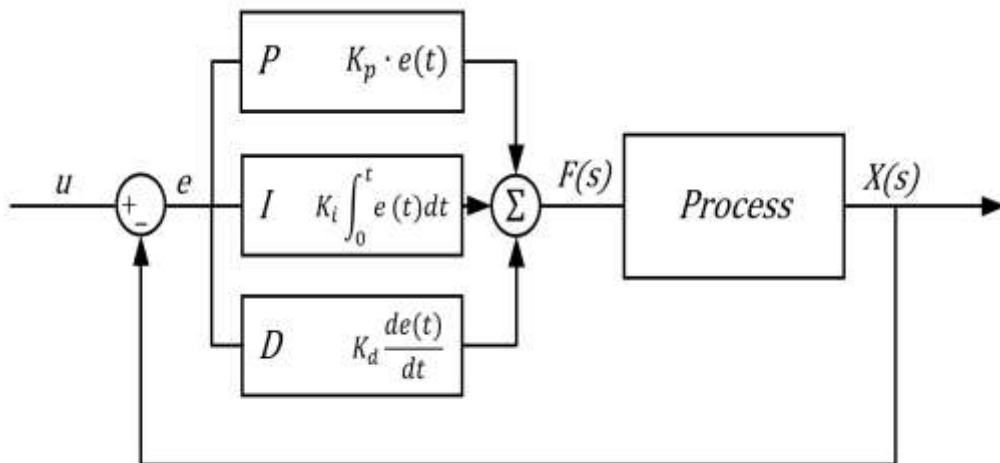 P K_p · e(t)
u
+
−
e
I K_i ∫_0^t e (t)dt
Σ
F(s)
Process
X(s)
D K_d de(t)/dt